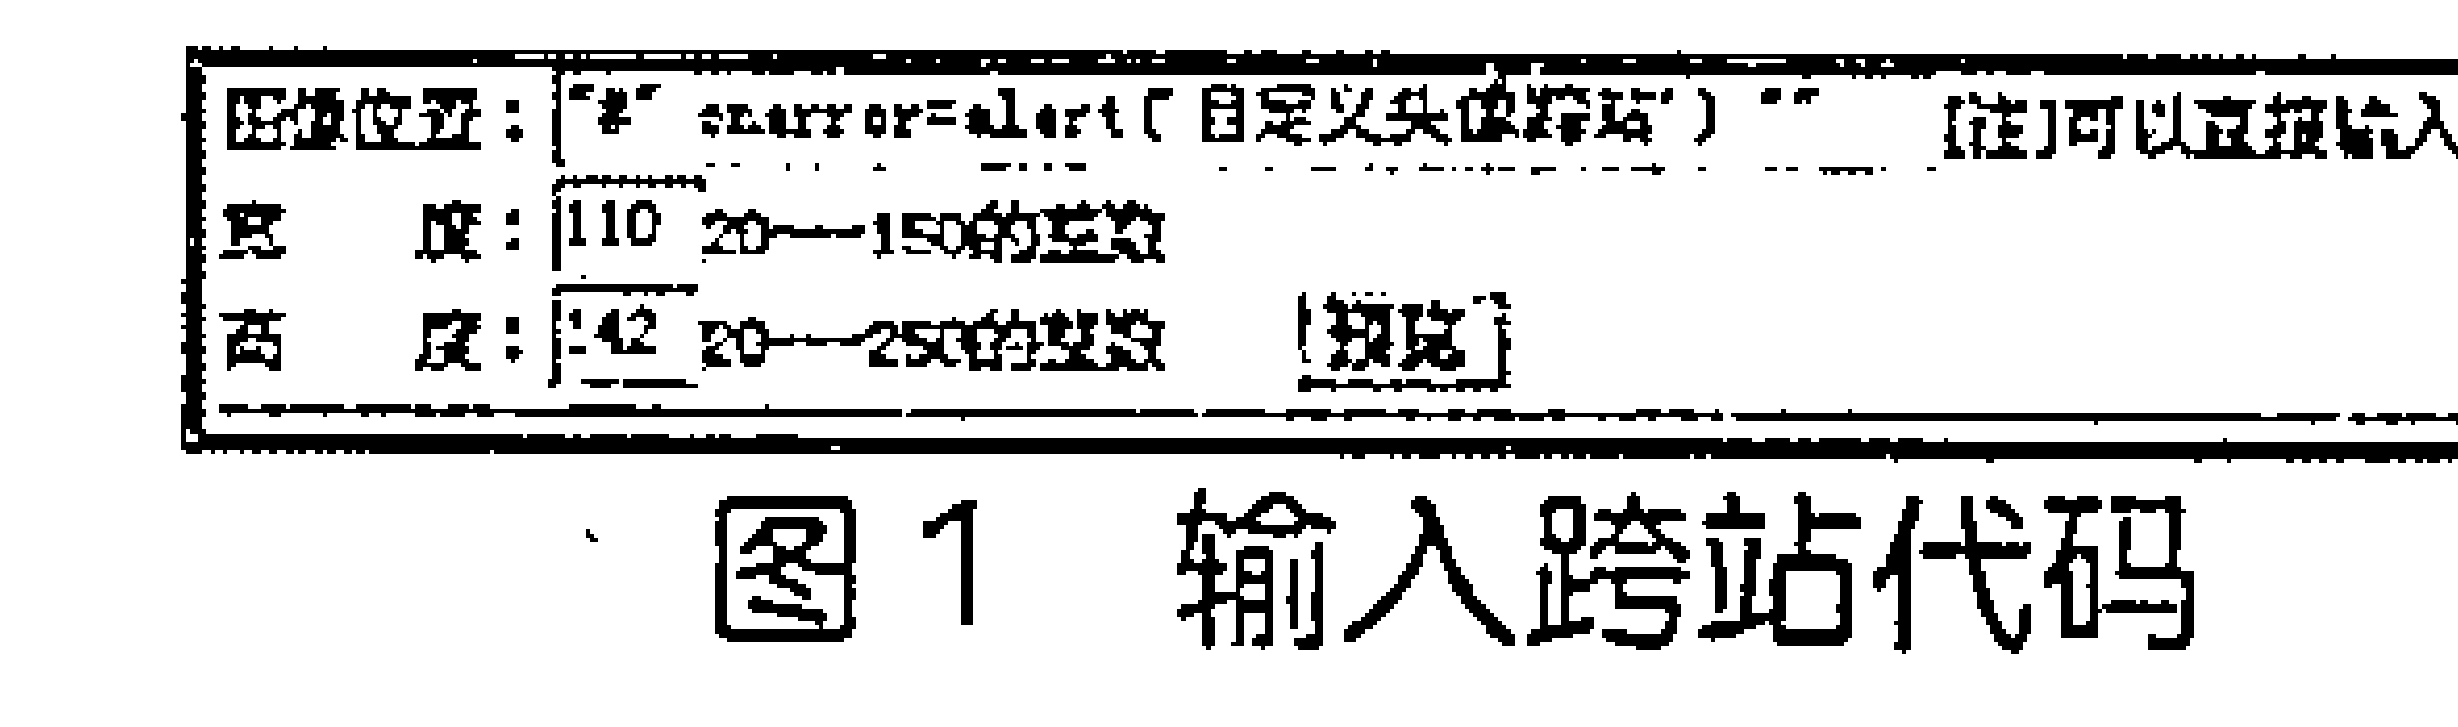 图像位置："#" onerror=alert('自定义头像跨站') "" [注]可以直接输入
宽 度：110 20——150的整数
高 度：142 20——250的整数 预览
图1 输入跨站代码